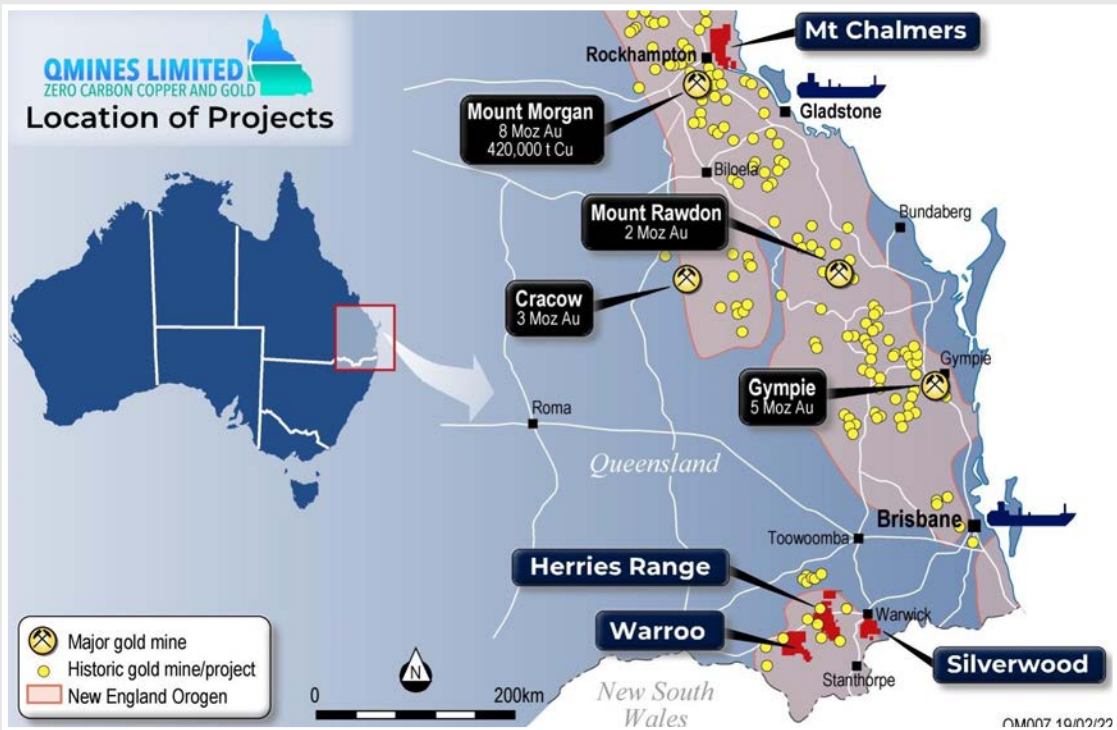 QMINES LIMITED
ZERO CARBON COPPER AND GOLD
Location of Projects
Mt Chalmers
Rockhampton
Mount Morgan
8 Moz Au
420,000 t Cu
Gladstone
Biloela
Mount Rawdon
2 Moz Au
Bundaberg
Cracow
3 Moz Au
Gympie
Gympie
5 Moz Au
Roma
Queensland
Brisbane
Toowoomba
Herries Range
Warwick
Warroo
Silverwood
Stanthorpe
Major gold mine
Historic gold mine/project
New England Orogen
N
0
200km
New South
Wales
QM007 19/02/22